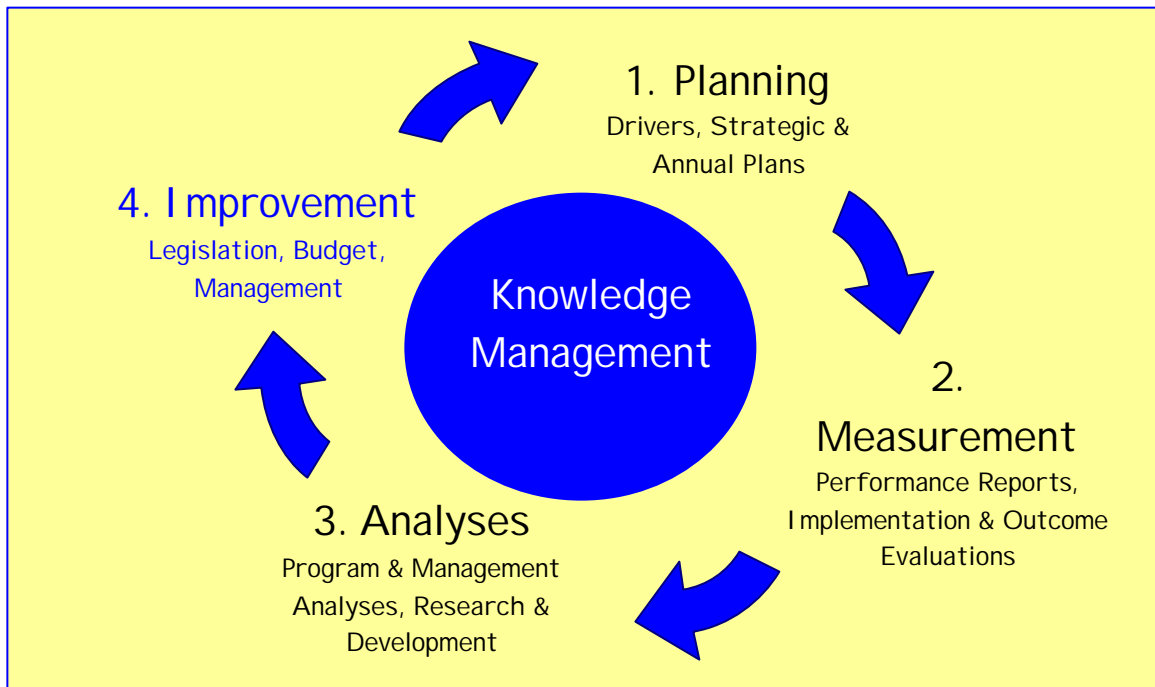 1. Planning
Drivers, Strategic &
Annual Plans
2.
Measurement
Performance Reports,
Implementation & Outcome
Evaluations
3. Analyses
Program & Management
Analyses, Research &
Development
4. Improvement
Legislation, Budget,
Management
Knowledge
Management